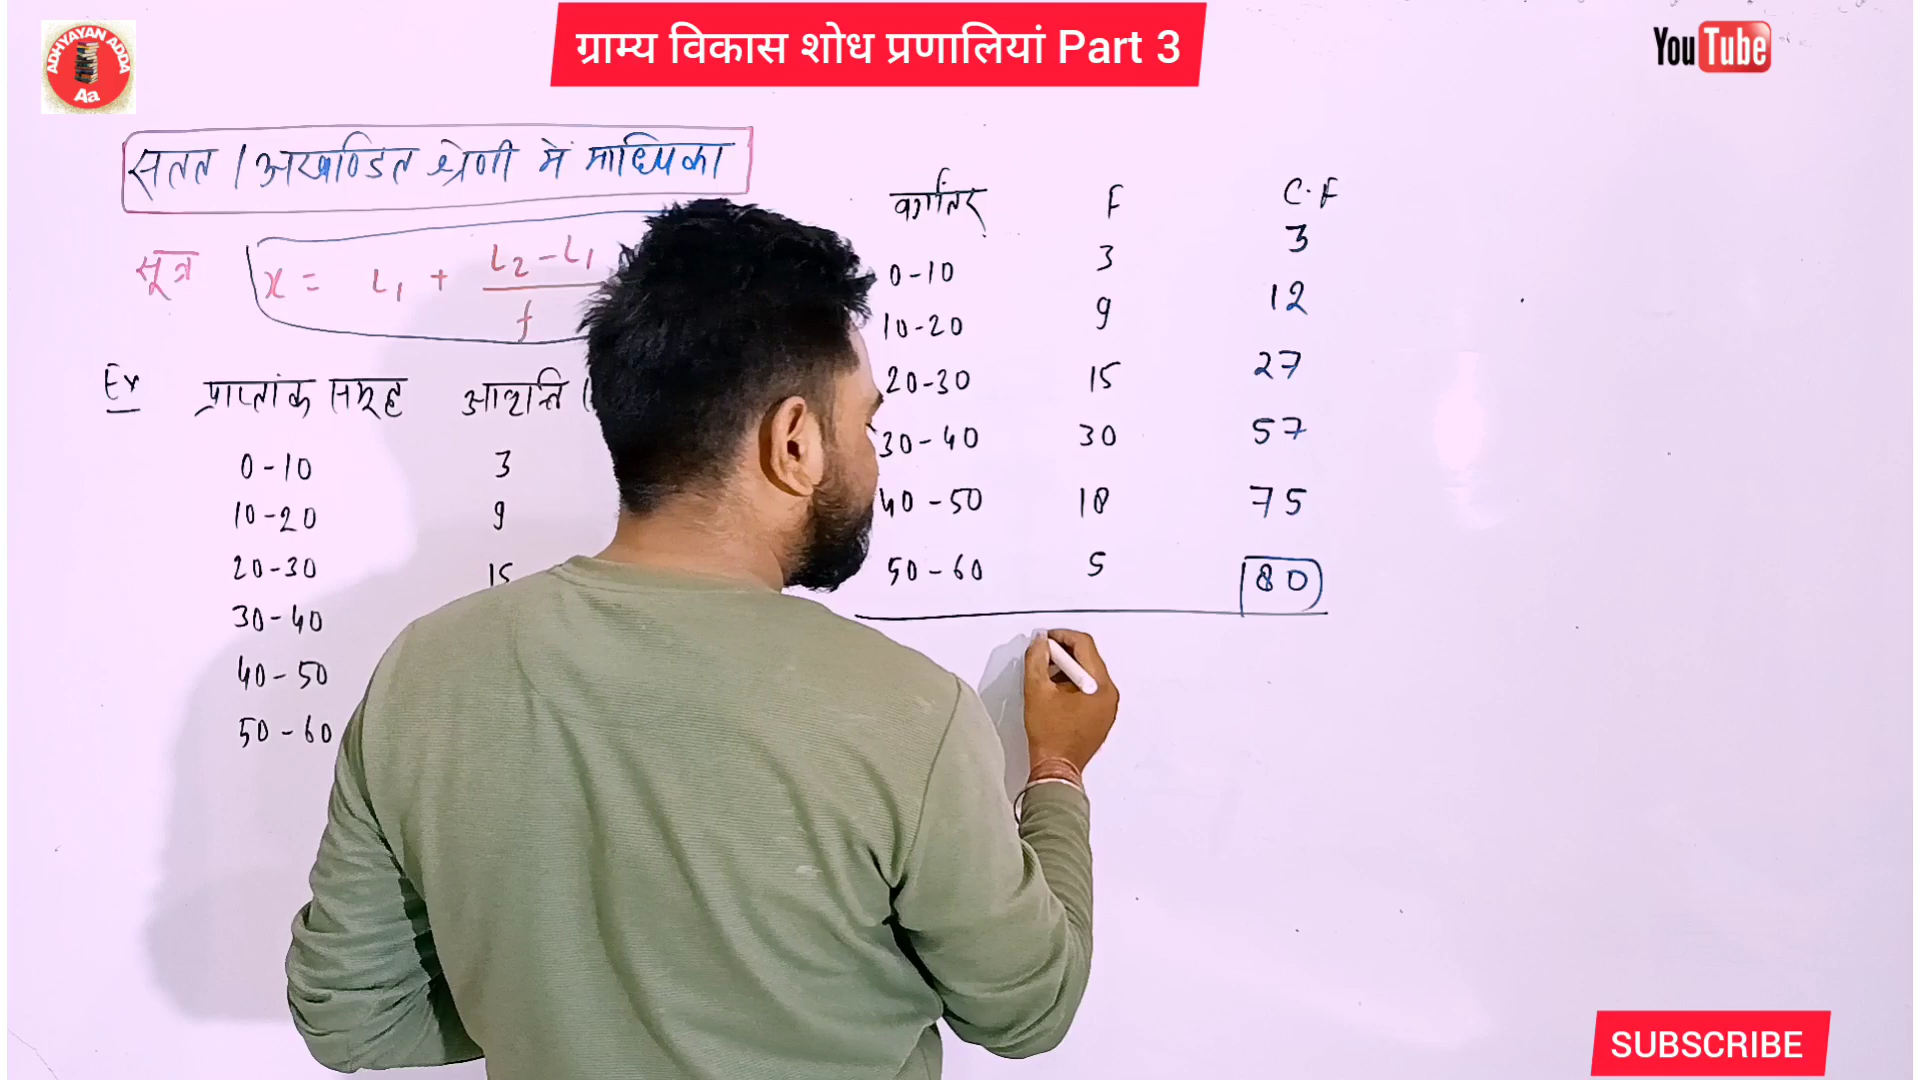 ग्राम्य विकास शोध प्रणालियां Part 3
YouTube
ADHYAYAN ADDA
Aa
सतत / अखण्डित श्रेणी में माध्यिका
सूत्र x = L₁ + (L₂ - L₁) / f
Ex प्राप्तांक समूह आवृत्ति (
0-10 3
10-20 9
20-30 15
30-40
40-50
50-60
वर्गांतर F C.F
0-10 3 3
10-20 9 12
20-30 15 27
30-40 30 57
40-50 18 75
50-60 5 80
SUBSCRIBE